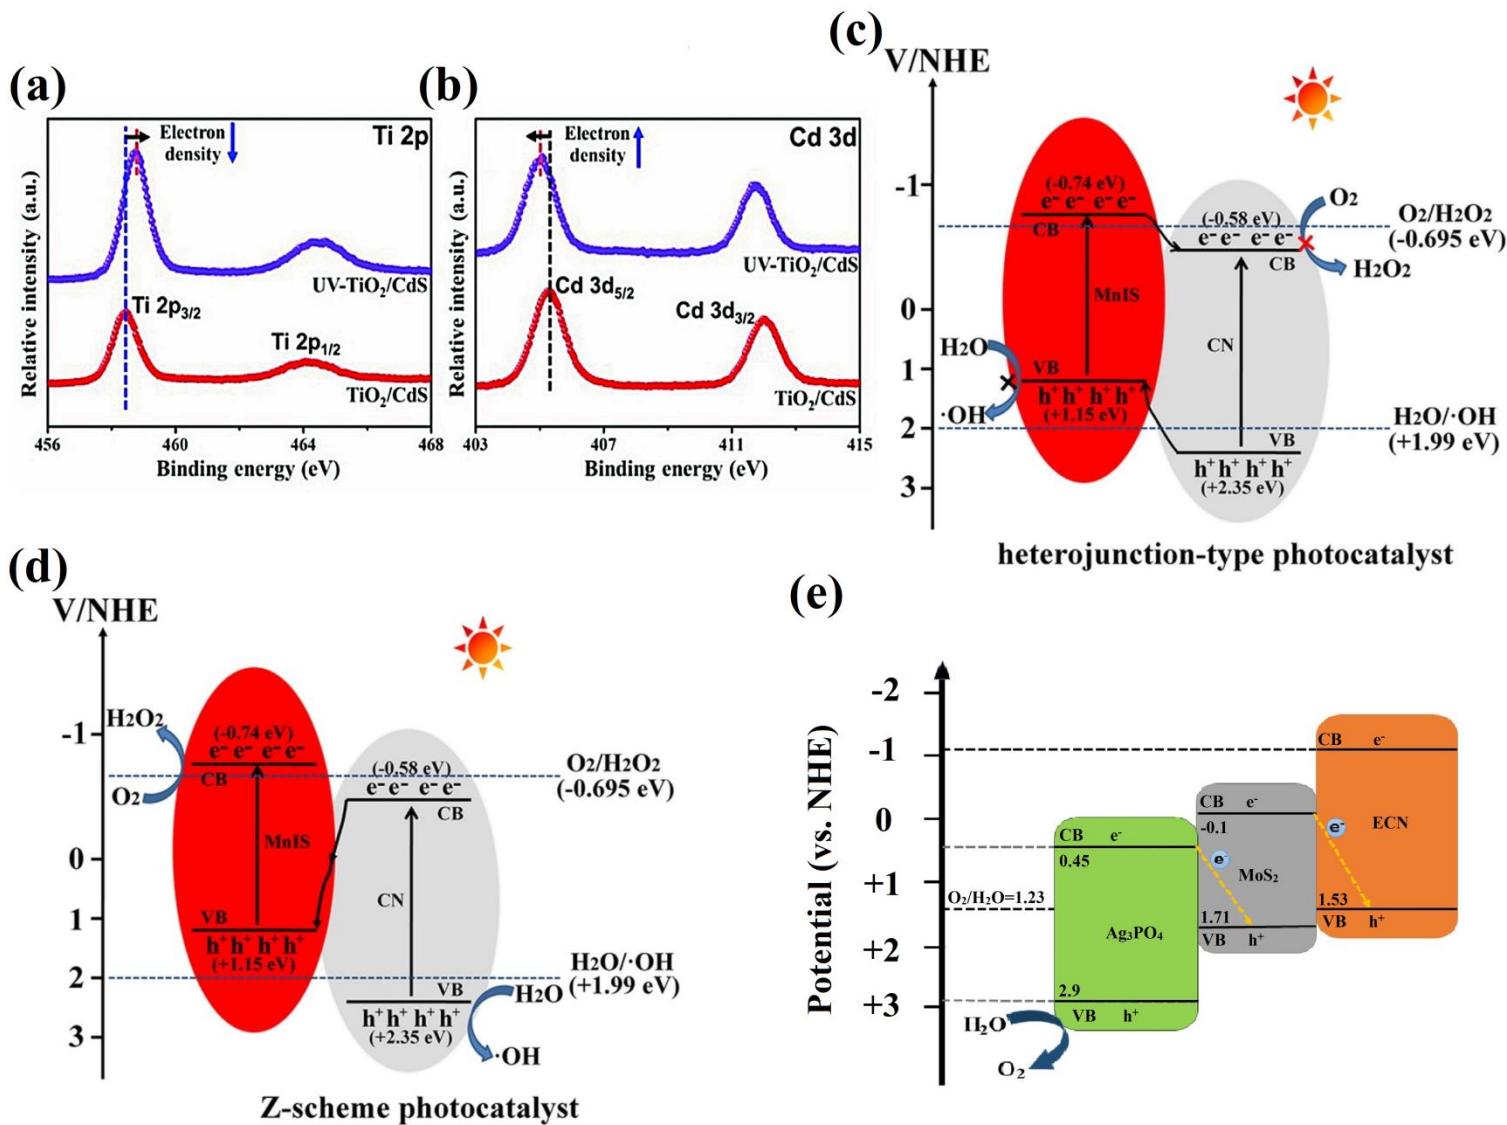 (a)
Relative intensity (a.u.)
Electron
density
Ti 2p
UV-TiO₂/CdS
Ti 2p₃/₂
Ti 2p₁/₂
TiO₂/CdS
456 460 464 468
Binding energy (eV)
(b)
Relative intensity (a.u.)
Electron
density
Cd 3d
UV-TiO₂/CdS
Cd 3d₅/₂
Cd 3d₃/₂
TiO₂/CdS
403 407 411 415
Binding energy (eV)
(c)
V/NHE
-1
0
1
2
3
(-0.74 eV)
e⁻ e⁻ e⁻ e⁻
CB
MnIS
VB
h⁺ h⁺ h⁺ h⁺
(+1.15 eV)
H₂O
·OH
(-0.58 eV)
e⁻ e⁻ e⁻ e⁻
CB
CN
VB
h⁺ h⁺ h⁺ h⁺
(+2.35 eV)
O₂
H₂O₂
O₂/H₂O₂
(-0.695 eV)
H₂O/·OH
(+1.99 eV)
heterojunction-type photocatalyst
(d)
V/NHE
-1
0
1
2
3
H₂O₂
O₂
(-0.74 eV)
e⁻ e⁻ e⁻ e⁻
CB
MnIS
VB
h⁺ h⁺ h⁺ h⁺
(+1.15 eV)
(-0.58 eV)
e⁻ e⁻ e⁻ e⁻
CB
CN
VB
h⁺ h⁺ h⁺ h⁺
(+2.35 eV)
O₂/H₂O₂
(-0.695 eV)
H₂O/·OH
(+1.99 eV)
H₂O
·OH
Z-scheme photocatalyst
(e)
Potential (vs. NHE)
-2
-1
0
+1
+2
+3
O₂/H₂O=1.23
CB e⁻
0.45
Ag₃PO₄
2.9
VB h⁺
H₂O
O₂
CB e⁻
-0.1
e⁻
MoS₂
1.71
VB h⁺
CB e⁻
e⁻
ECN
1.53
VB h⁺